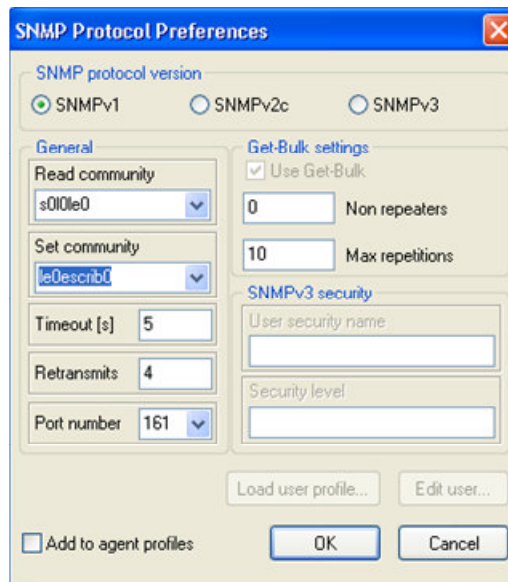 SNMP Protocol Preferences
SNMP protocol version
SNMPv1 SNMPv2c SNMPv3
General
Read community
s0l0le0
Set community
le0escrib0
Timeout [s] 5
Retransmits 4
Port number 161
Get-Bulk settings
Use Get-Bulk
0 Non repeaters
10 Max repetitions
SNMPv3 security
User security name
Security level
Load user profile... Edit user...
Add to agent profiles OK Cancel